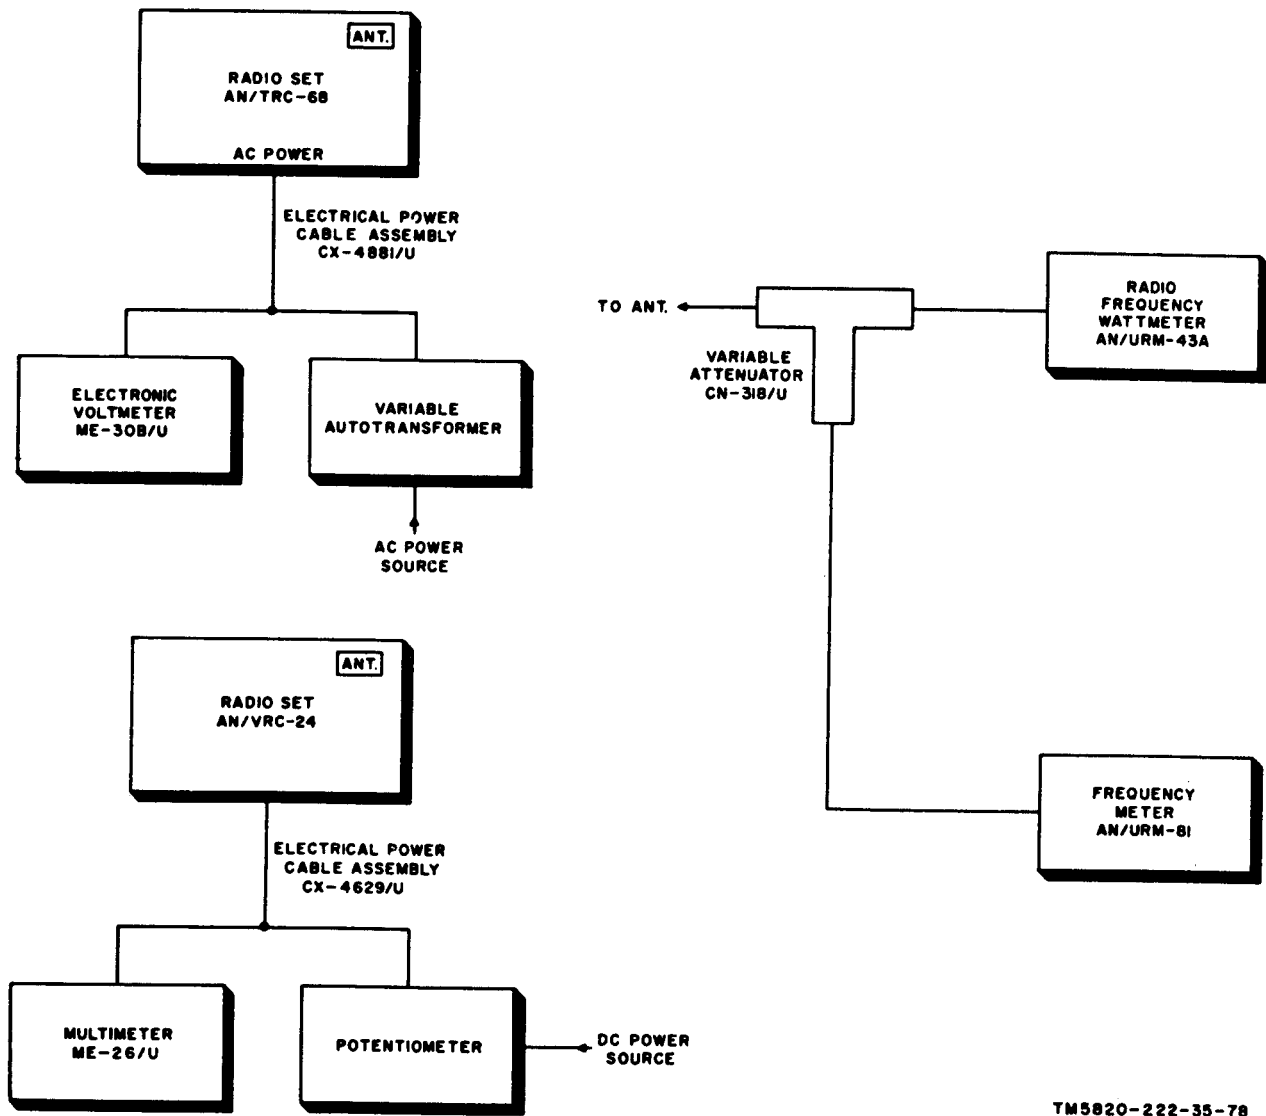 ANT.
RADIO SET
AN/TRC-68
AC POWER
ELECTRICAL POWER
CABLE ASSEMBLY
CX-4881/U
ELECTRONIC
VOLTMETER
ME-30B/U
VARIABLE
AUTOTRANSFORMER
AC POWER
SOURCE
TO ANT.
VARIABLE
ATTENUATOR
CN-318/U
RADIO
FREQUENCY
WATTMETER
AN/URM-43A
ANT.
RADIO SET
AN/VRC-24
ELECTRICAL POWER
CABLE ASSEMBLY
CX-4629/U
MULTIMETER
ME-26/U
POTENTIOMETER
DC POWER
SOURCE
FREQUENCY
METER
AN/URM-81
TM5820-222-35-78